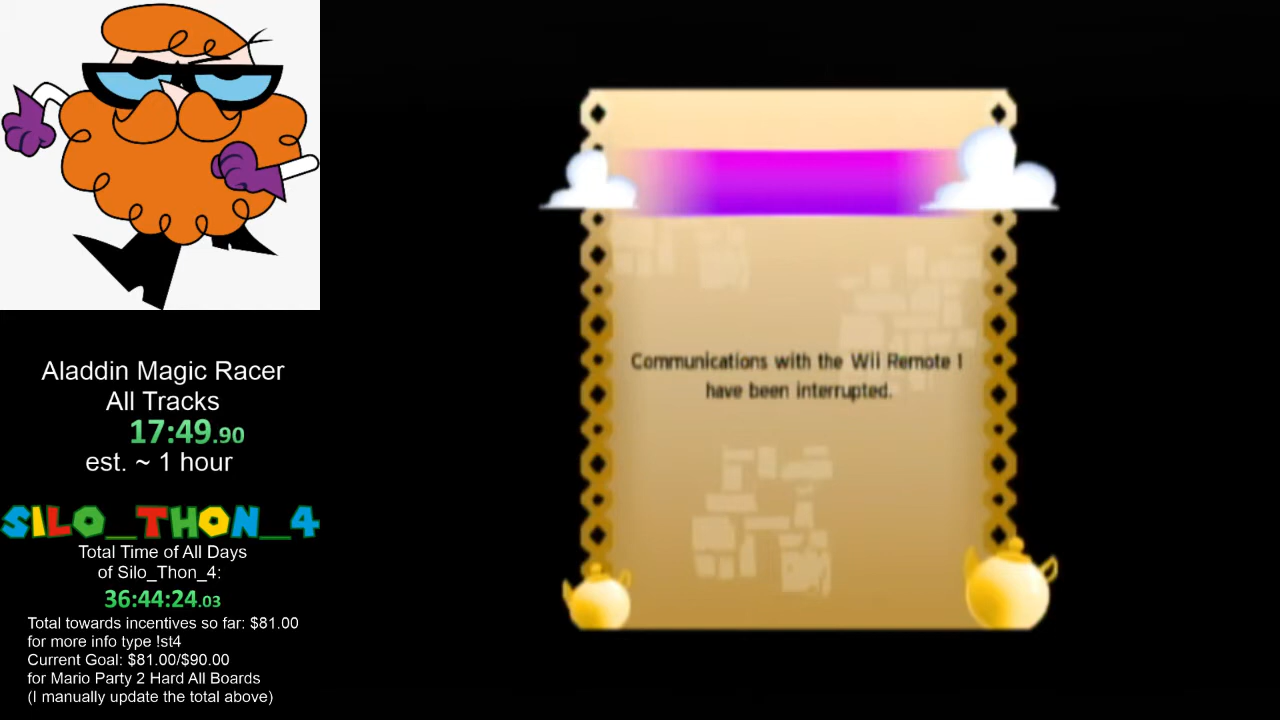 Aladdin Magic Racer
All Tracks
17:49.90
est. ~ 1 hour
SILO_THON_4
Total Time of All Days
of Silo_Thon_4:
36:44:24.03
Total towards incentives so far: $81.00
for more info type !st4
Current Goal: $81.00/$90.00
for Mario Party 2 Hard All Boards
(I manually update the total above)
Communications with the Wii Remote 1
have been interrupted.